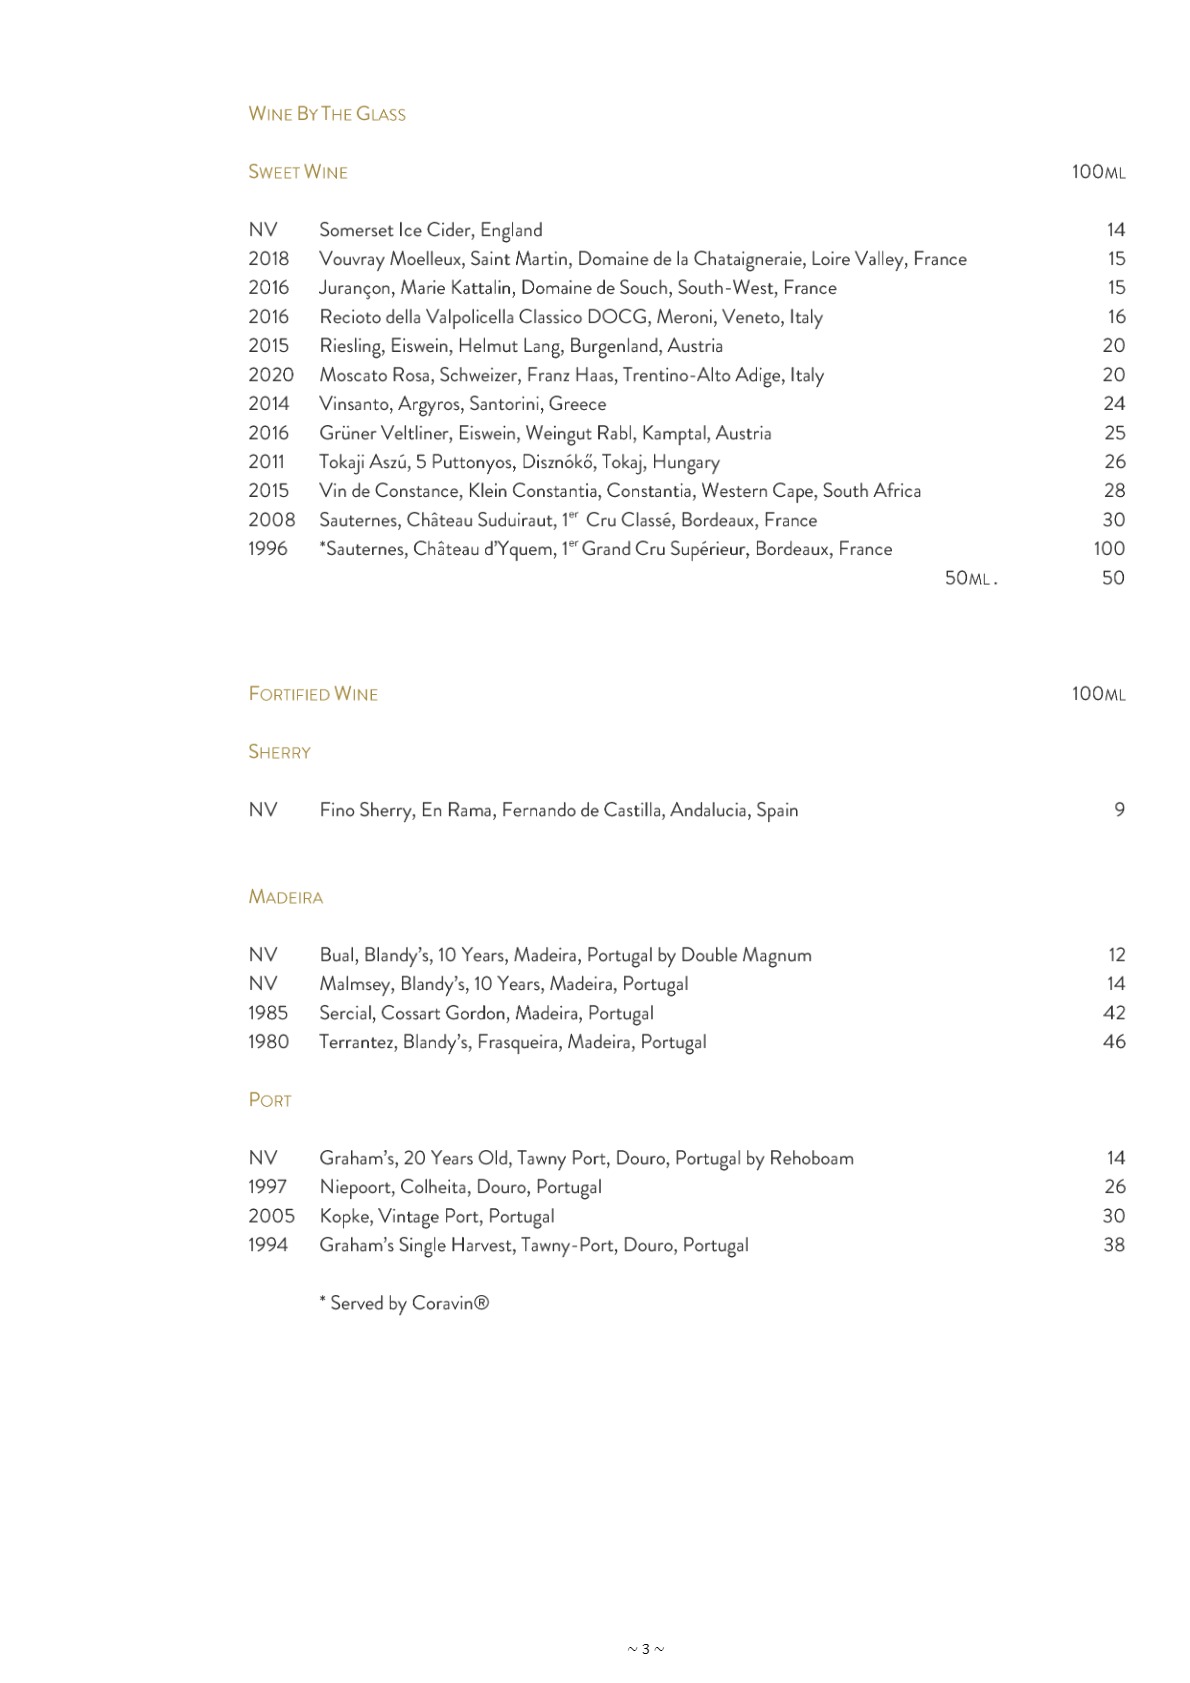 WINE BY THE GLASS
SWEET WINE 100ML
NV Somerset Ice Cider, England 14
2018 Vouvray Moelleux, Saint Martin, Domaine de la Chataigneraie, Loire Valley, France 15
2016 Jurançon, Marie Kattalin, Domaine de Souch, South-West, France 15
2016 Recioto della Valpolicella Classico DOCG, Meroni, Veneto, Italy 16
2015 Riesling, Eiswein, Helmut Lang, Burgenland, Austria 20
2020 Moscato Rosa, Schweizer, Franz Haas, Trentino-Alto Adige, Italy 20
2014 Vinsanto, Argyros, Santorini, Greece 24
2016 Grüner Veltliner, Eiswein, Weingut Rabl, Kamptal, Austria 25
2011 Tokaji Aszú, 5 Puttonyos, Disznókő, Tokaj, Hungary 26
2015 Vin de Constance, Klein Constantia, Constantia, Western Cape, South Africa 28
2008 Sauternes, Château Suduiraut, 1er Cru Classé, Bordeaux, France 30
1996 *Sauternes, Château d’Yquem, 1er Grand Cru Supérieur, Bordeaux, France 100
50ML. 50
FORTIFIED WINE 100ML
SHERRY
NV Fino Sherry, En Rama, Fernando de Castilla, Andalucia, Spain 9
MADEIRA
NV Bual, Blandy’s, 10 Years, Madeira, Portugal by Double Magnum 12
NV Malmsey, Blandy’s, 10 Years, Madeira, Portugal 14
1985 Sercial, Cossart Gordon, Madeira, Portugal 42
1980 Terrantez, Blandy’s, Frasqueira, Madeira, Portugal 46
PORT
NV Graham’s, 20 Years Old, Tawny Port, Douro, Portugal by Rehoboam 14
1997 Niepoort, Colheita, Douro, Portugal 26
2005 Kopke, Vintage Port, Portugal 30
1994 Graham’s Single Harvest, Tawny-Port, Douro, Portugal 38
* Served by Coravin®
~ 3 ~